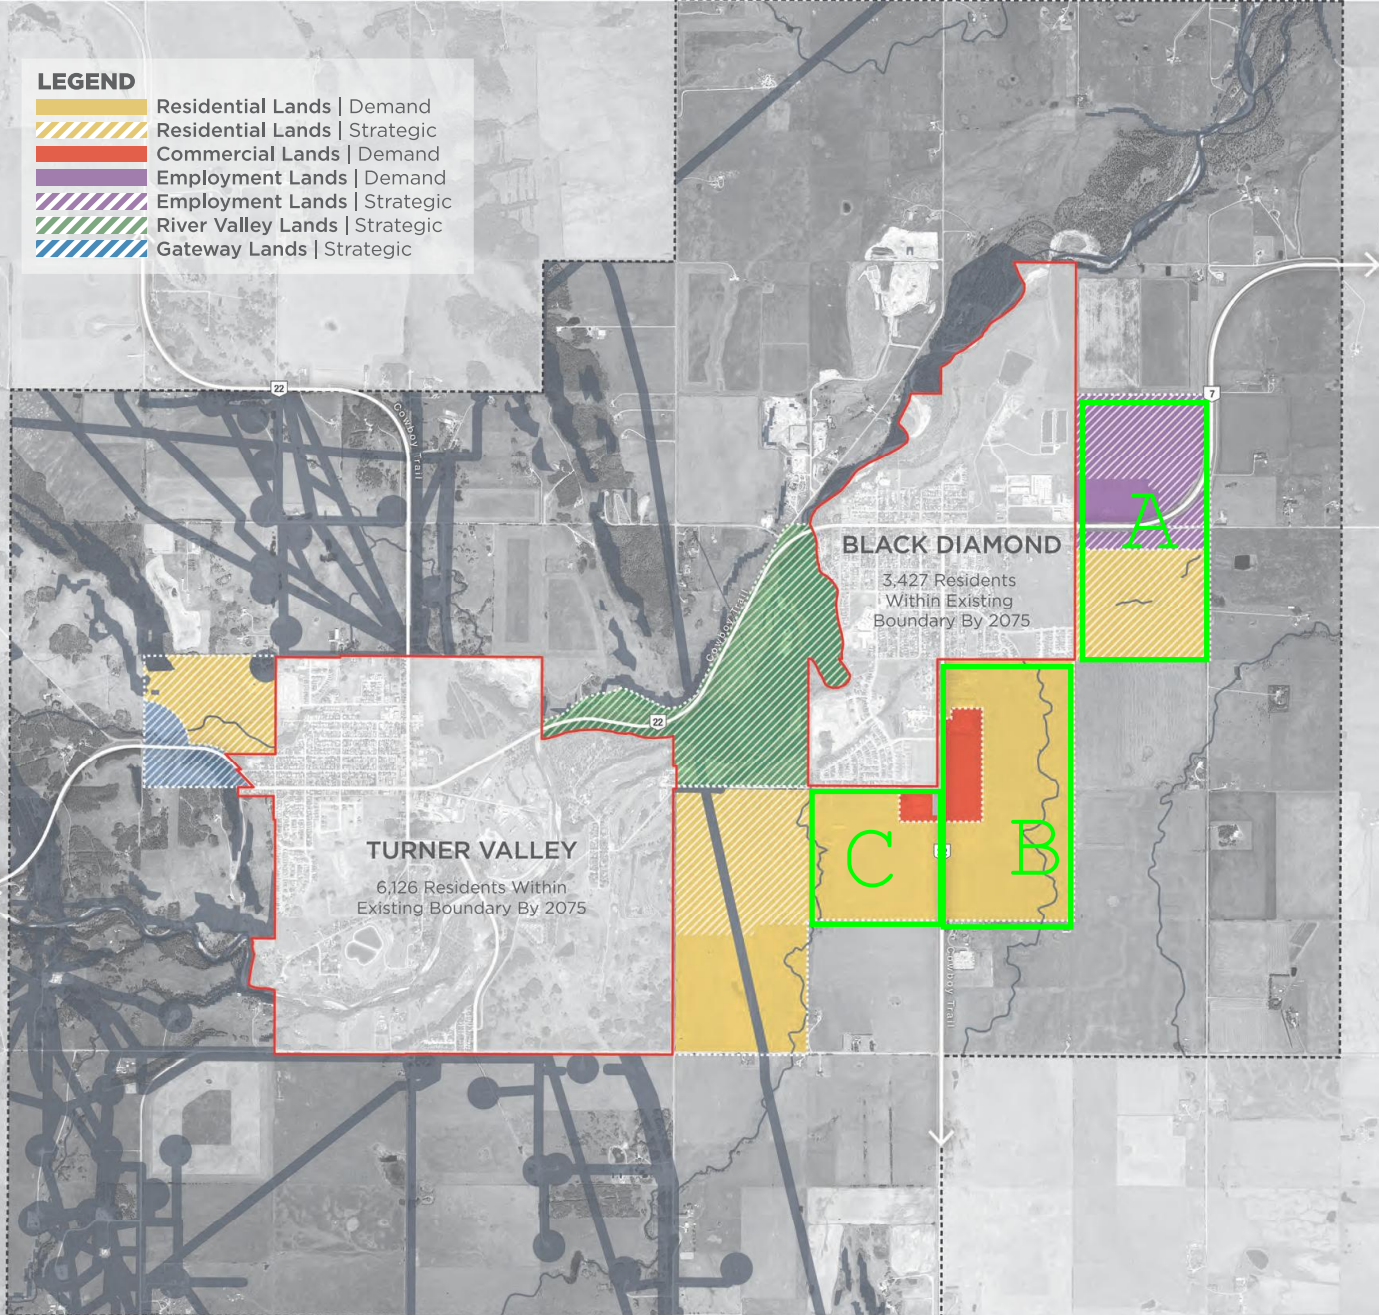 LEGEND
Residential Lands | Demand
Residential Lands | Strategic
Commercial Lands | Demand
Employment Lands | Demand
Employment Lands | Strategic
River Valley Lands | Strategic
Gateway Lands | Strategic
22
Cowboy Trail
7
A
BLACK DIAMOND
3,427 Residents
Within Existing
Boundary By 2075
Cowboy Trail
22
TURNER VALLEY
6,126 Residents Within
Existing Boundary By 2075
C
B
Cowboy Trail